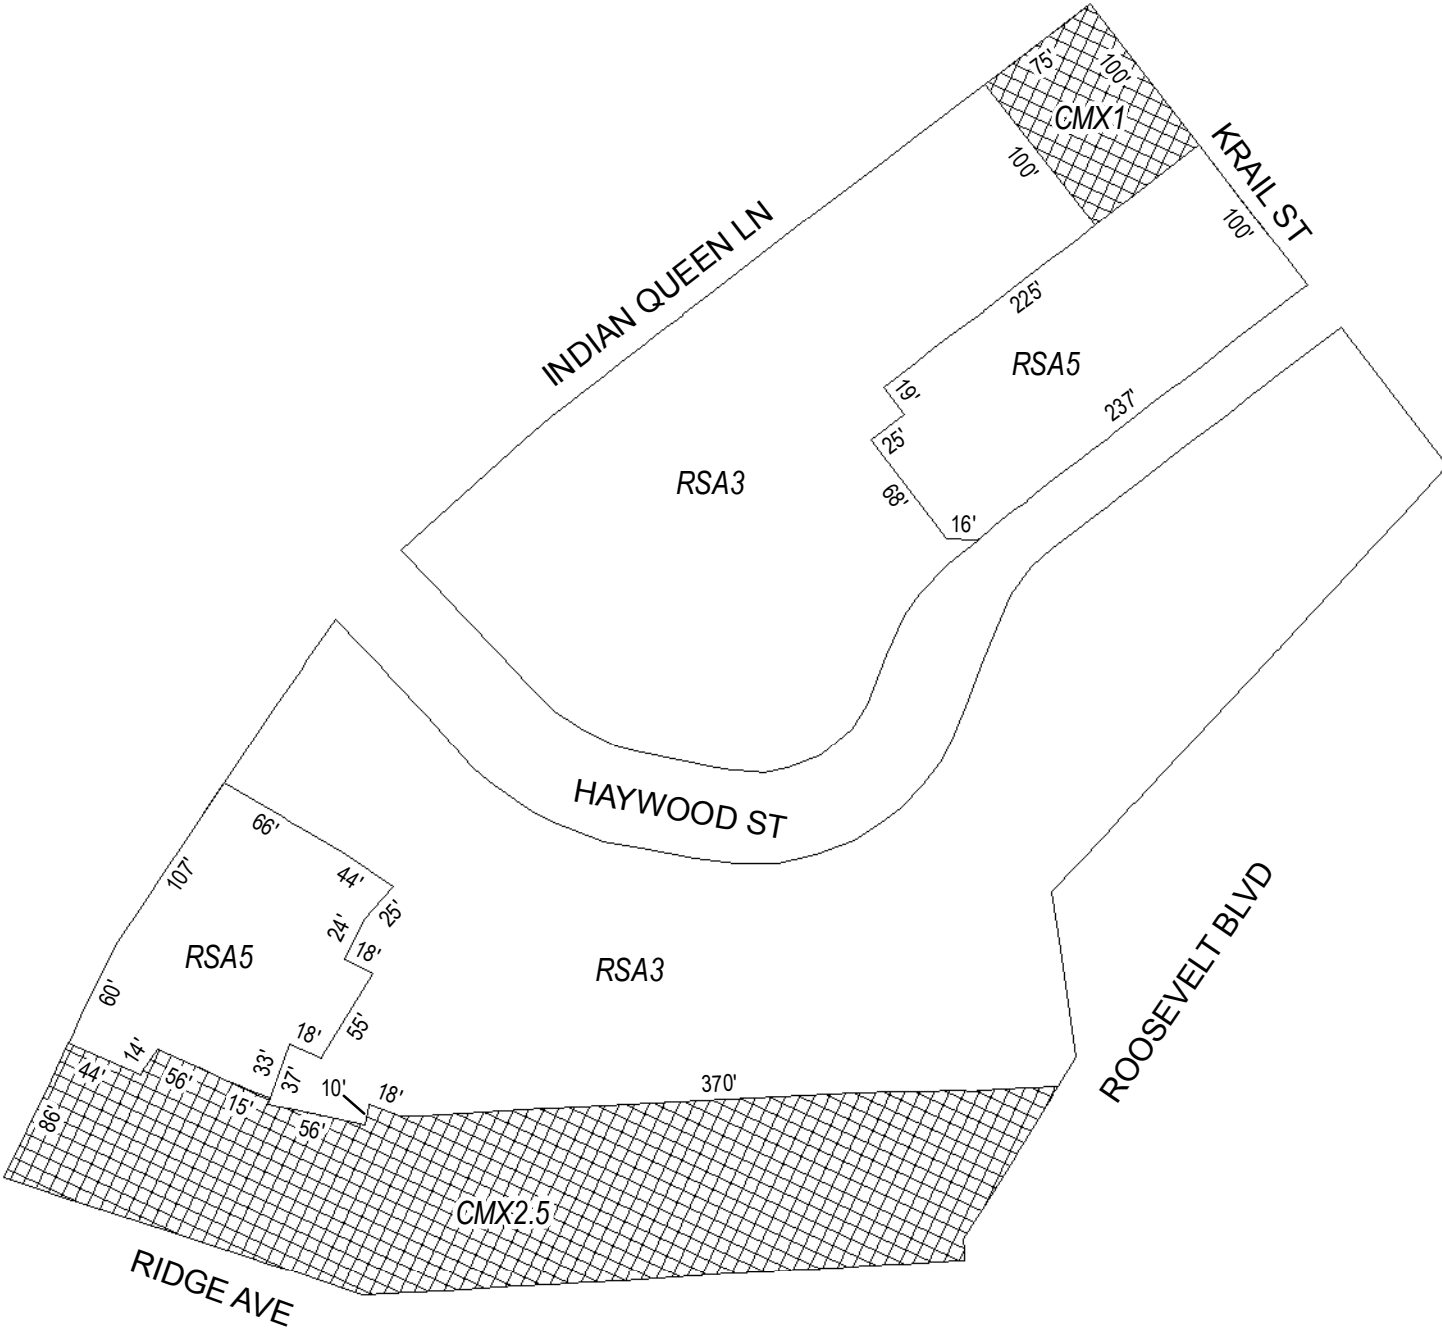 75'
100'
CMX1
KRAIL ST
100'
100'
INDIAN QUEEN LN
225'
RSA5
19'
237'
25'
RSA3
68'
16'
HAYWOOD ST
66'
44'
107'
25'
24'
18'
RSA5
RSA3
ROOSEVELT BLVD
60'
55'
18'
14'
33'
44'
56'
37'
10'
18'
370'
15'
86'
56'
CMX2.5
RIDGE AVE